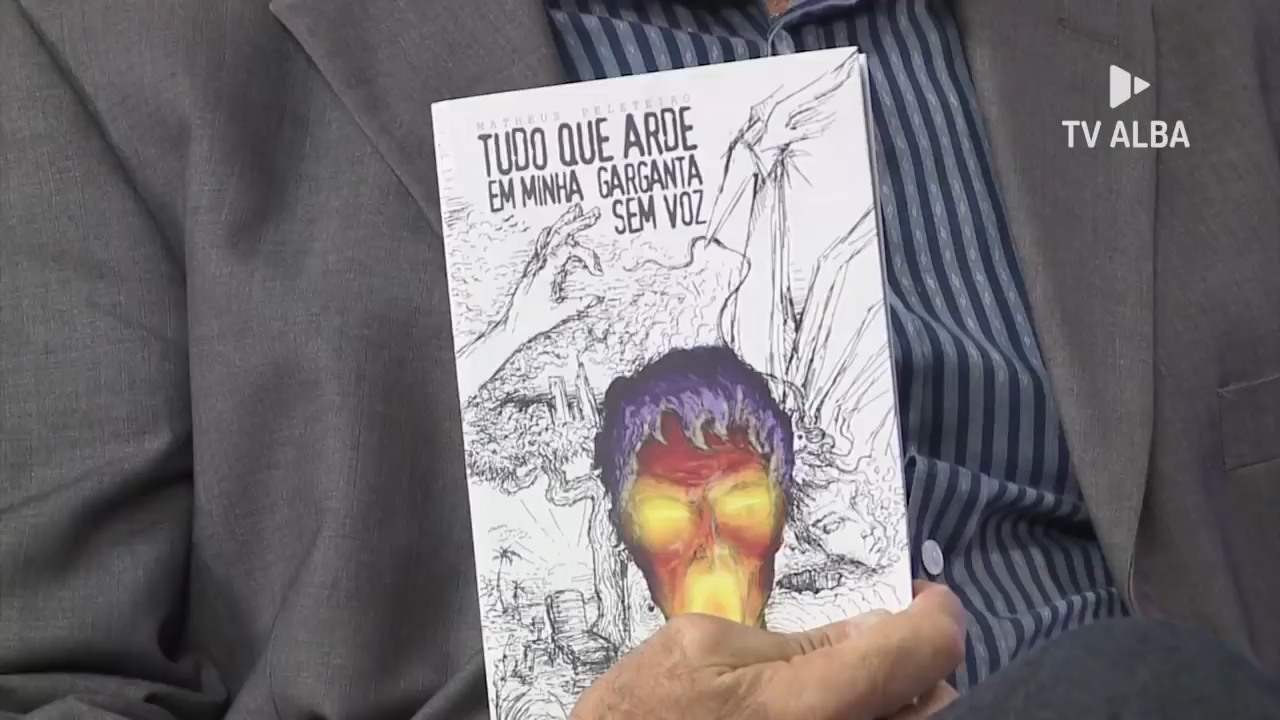 MATHEUS PELETEIRO
TUDO QUE ARDE
EM MINHA GARGANTA
SEM VOZ
TV ALBA